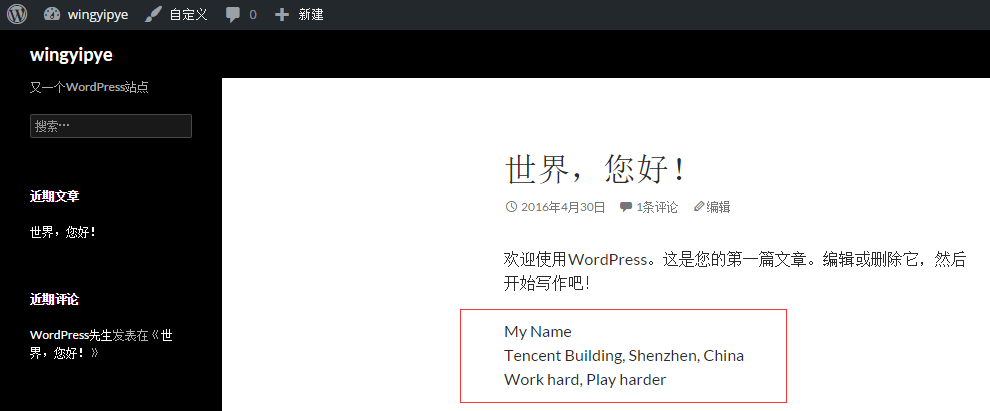 wingyipye 自定义 0 新建
wingyipye
又一个WordPress站点
搜索…
近期文章
世界，您好！
近期评论
WordPress先生发表在《世
界，您好！》
世界，您好！
2016年4月30日 1条评论 编辑
欢迎使用WordPress。这是您的第一篇文章。编辑或删除它，然后
开始写作吧！
My Name
Tencent Building, Shenzhen, China
Work hard, Play harder